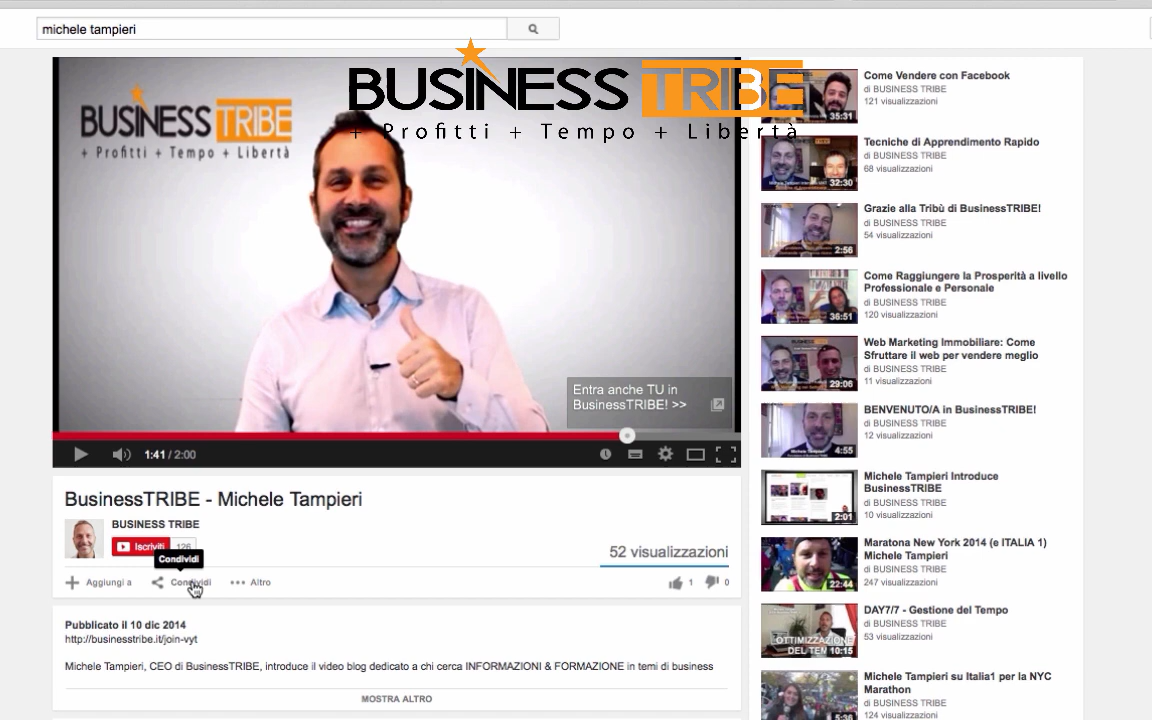 michele tampieri
BUSINESS TRIBE
+ Profitti + Tempo + Libertà
BUSINESS TRIBE
+ Profitti + Tempo + Libertà
Entra anche TU in
BusinessTRIBE! >>
1:41 / 2:00
BusinessTRIBE - Michele Tampieri
BUSINESS TRIBE
Iscriviti 126
Condividi
52 visualizzazioni
Aggiungi a Condividi Altro 1 0
Pubblicato il 10 dic 2014
http://businesstribe.it/join-vyt
Michele Tampieri, CEO di BusinessTRIBE, introduce il video blog dedicato a chi cerca INFORMAZIONI & FORMAZIONE in temi di business
MOSTRA ALTRO
Come Vendere con Facebook
di BUSINESS TRIBE
121 visualizzazioni
35:31
Tecniche di Apprendimento Rapido
di BUSINESS TRIBE
68 visualizzazioni
32:30
Grazie alla Tribù di BusinessTRIBE!
di BUSINESS TRIBE
54 visualizzazioni
2:56
Come Raggiungere la Prosperità a livello
Professionale e Personale
di BUSINESS TRIBE
120 visualizzazioni
36:51
Web Marketing Immobiliare: Come
Sfruttare il web per vendere meglio
di BUSINESS TRIBE
11 visualizzazioni
29:06
BENVENUTO/A in BusinessTRIBE!
di BUSINESS TRIBE
12 visualizzazioni
4:55
Michele Tampieri Introduce
BusinessTRIBE
di BUSINESS TRIBE
10 visualizzazioni
2:01
Maratona New York 2014 (e ITALIA 1)
Michele Tampieri
di BUSINESS TRIBE
247 visualizzazioni
22:44
DAY7/7 - Gestione del Tempo
di BUSINESS TRIBE
53 visualizzazioni
OTTIMIZZAZIONE
DEL TEM 10:15
Michele Tampieri su Italia1 per la NYC
Marathon
di BUSINESS TRIBE
124 visualizzazioni
5:36